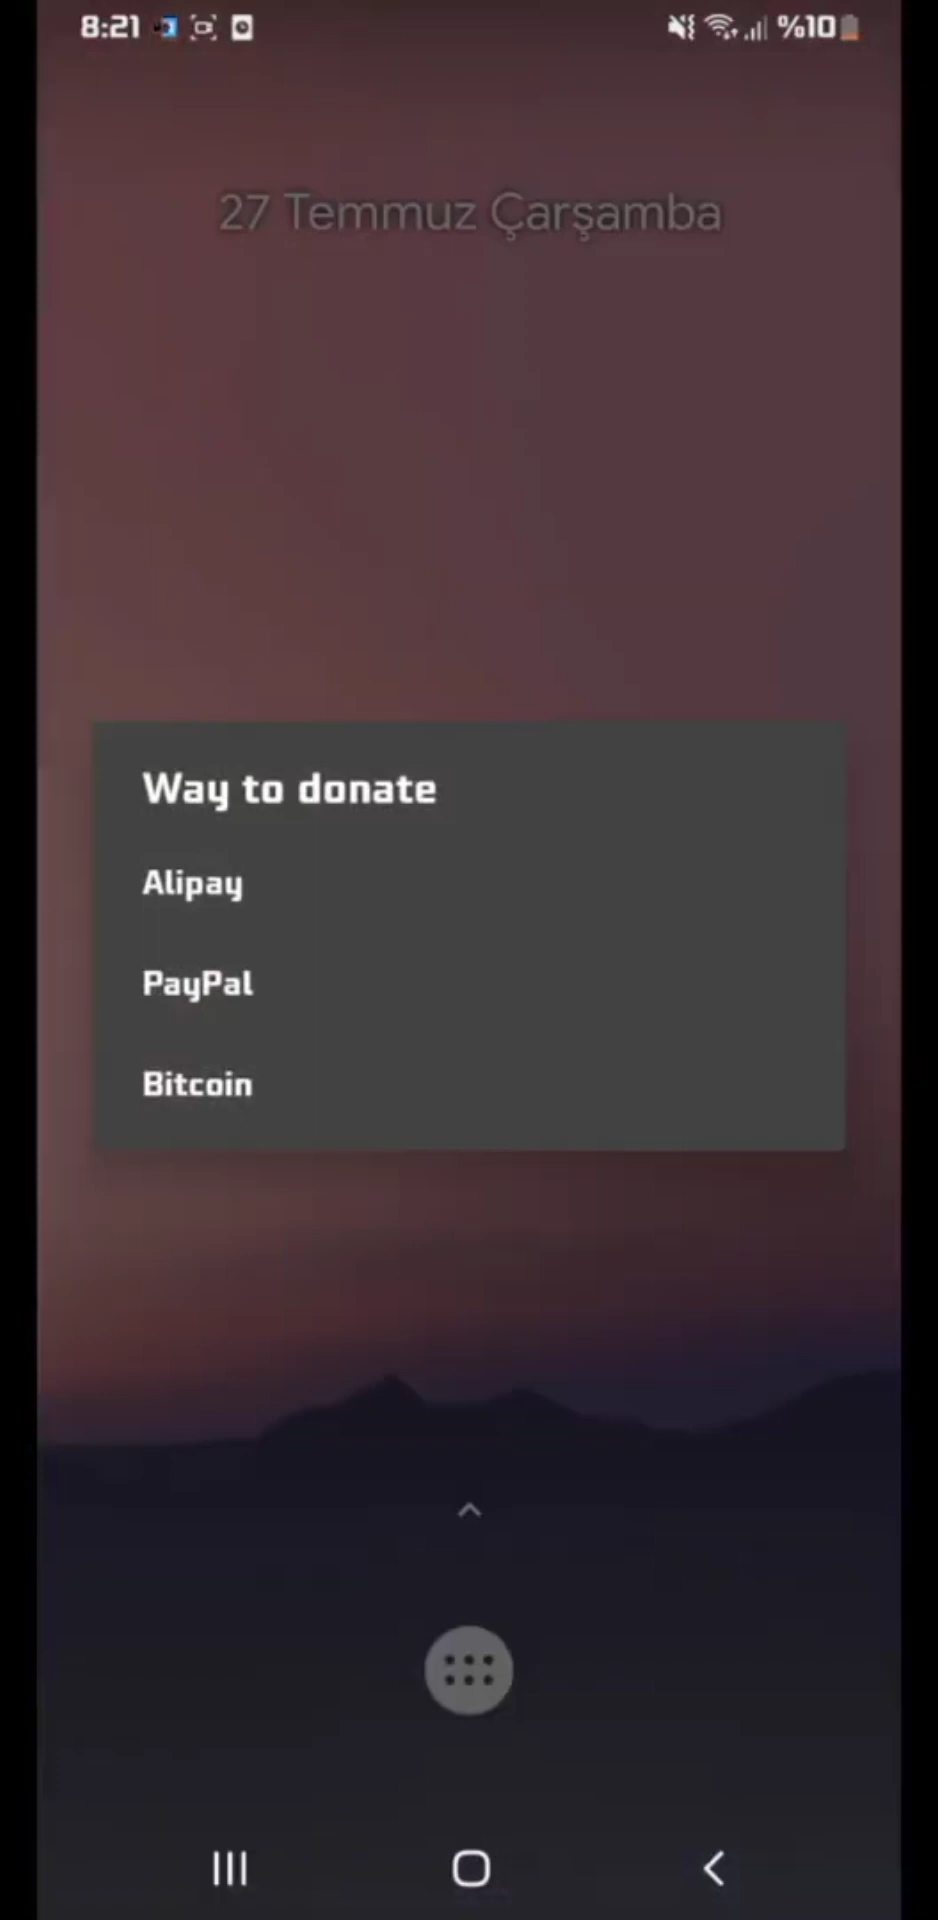 8:21 %10
27 Temmuz Çarşamba
Way to donate
Alipay
PayPal
Bitcoin